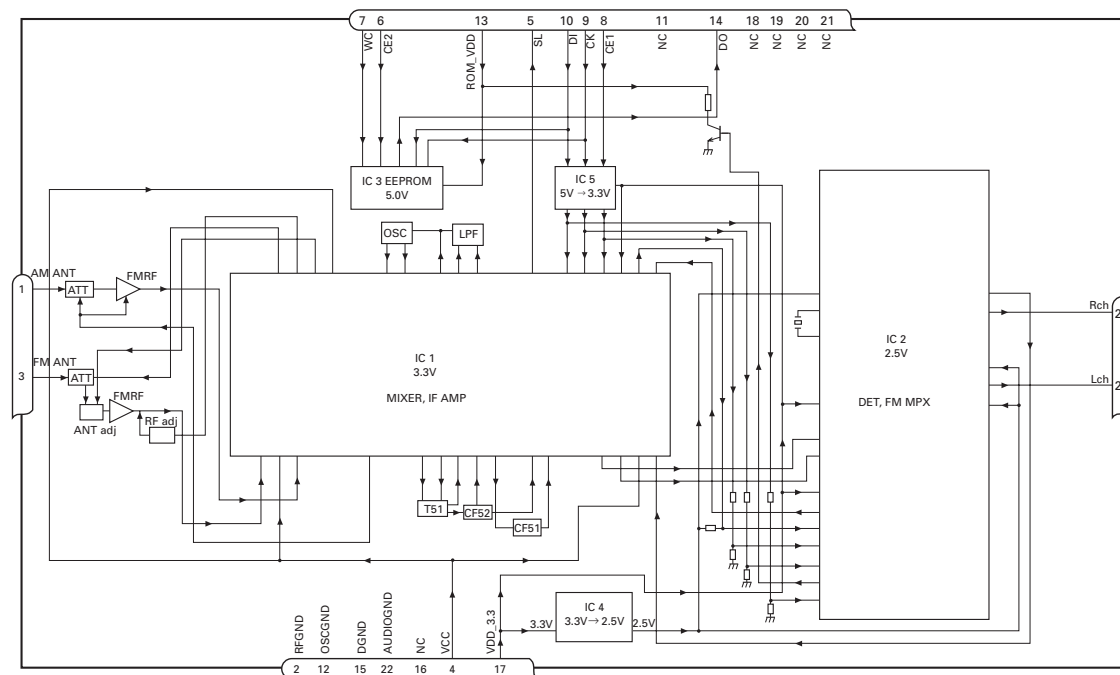 7 6 13 5 10 9 8 11 14 18 19 20 21
WC
CE2
ROM_VDD
SL
DI
CK
CE1
NC
DO
NC
NC
NC
NC
IC 3 EEPROM
5.0V
IC 5
5V → 3.3V
OSC
LPF
1
AM ANT
ATT
FMRF
3
FM ANT
ATT
FMRF
ANT adj
RF adj
IC 1
3.3V
MIXER, IF AMP
IC 2
2.5V
DET, FM MPX
Rch
2
Lch
2
T51
CF52
CF51
IC 4
3.3V → 2.5V
3.3V
2.5V
RFGND
OSCGND
DGND
AUDIOGND
NC
VCC
VDD_3.3
2 12 15 22 16 4 17